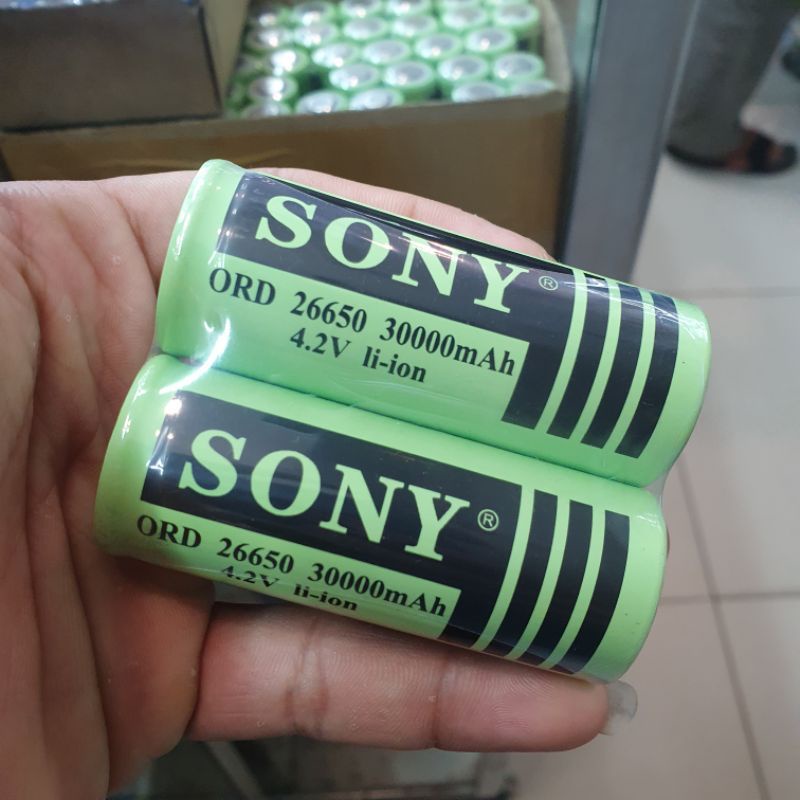 SONY®
ORD 26650 30000mAh
4.2V li-ion
SONY®
ORD 26650 30000mAh
4.2V li-ion